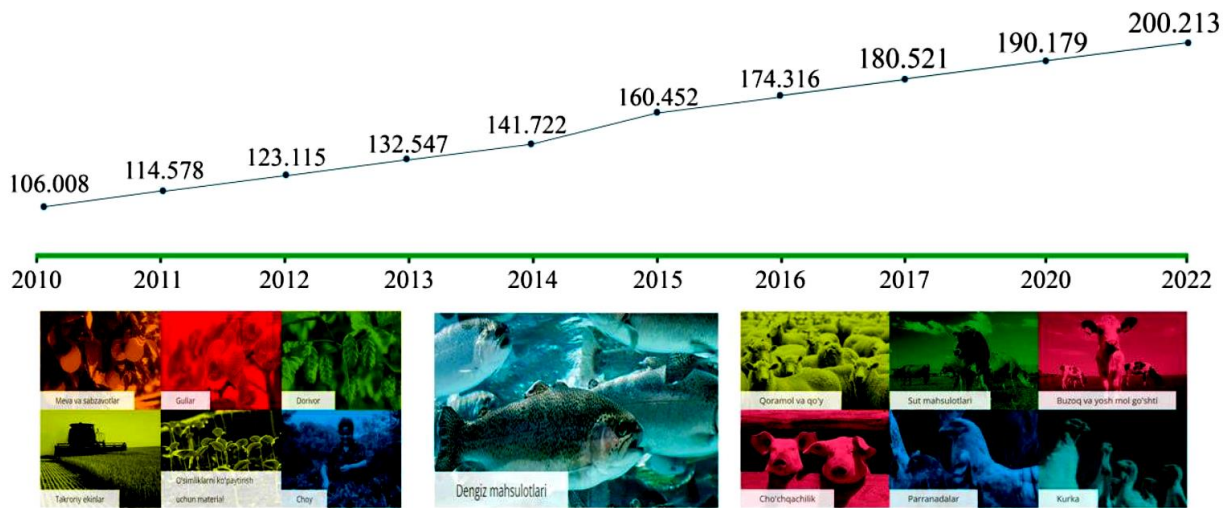 106.008
114.578
123.115
132.547
141.722
160.452
174.316
180.521
190.179
200.213
2010 2011 2012 2013 2014 2015 2016 2017 2020 2022
Meva va sabzavotlar
Gullar
Dorivor
Takroriy ekinlar
O'simliklarni ko'paytirish
uchun material
Choy
Dengiz mahsulotlari
Qoramol va qo'y
Sut mahsulotlari
Buzoq va yosh mol go'shti
Cho'chqachilik
Parranadalar
Kurka